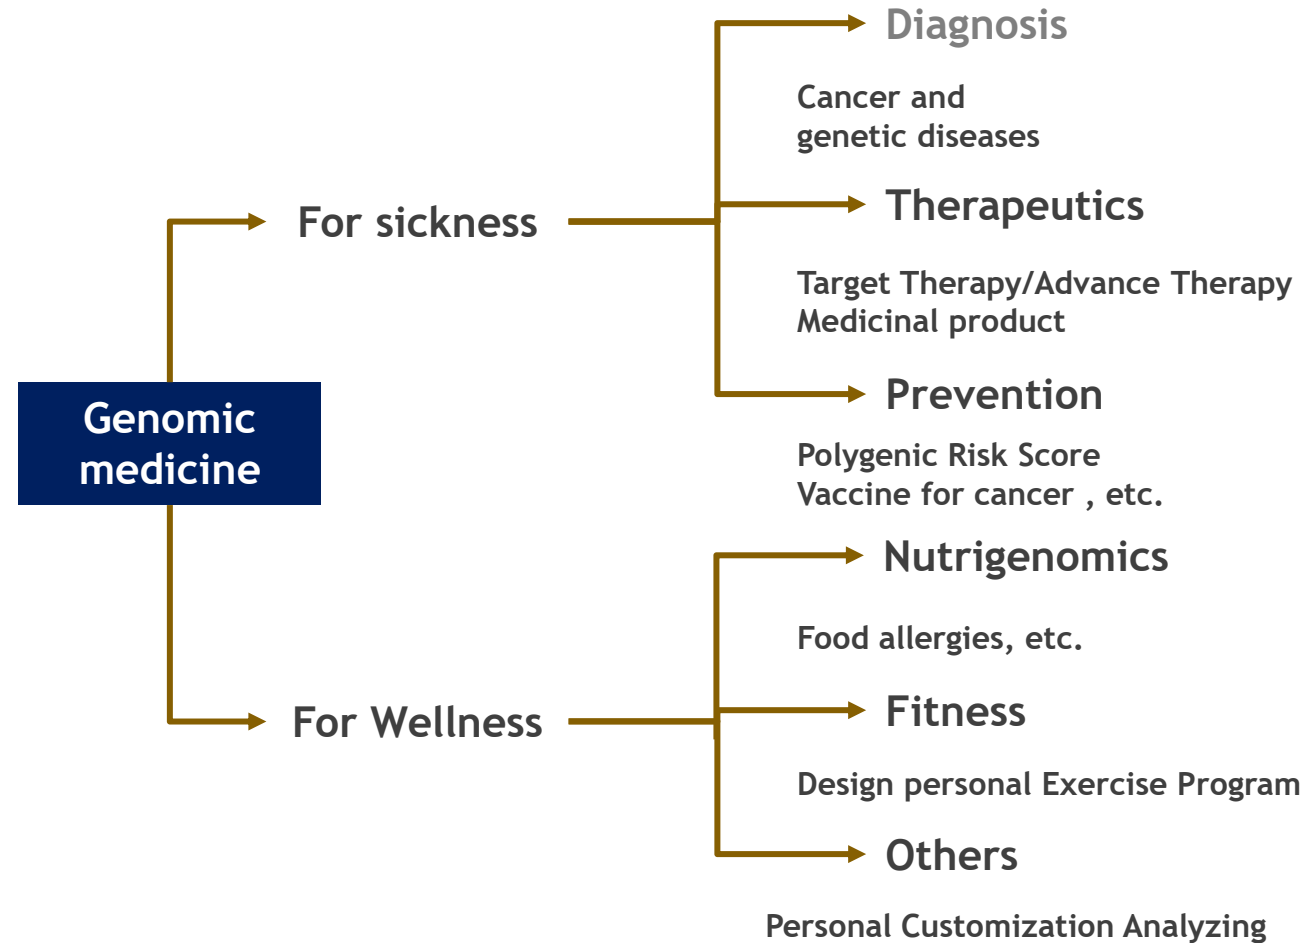 Diagnosis
Cancer and
genetic diseases
For sickness
Therapeutics
Target Therapy/Advance Therapy
Medicinal product
Genomic
medicine
Prevention
Polygenic Risk Score
Vaccine for cancer , etc.
Nutrigenomics
Food allergies, etc.
For Wellness
Fitness
Design personal Exercise Program
Others
Personal Customization Analyzing